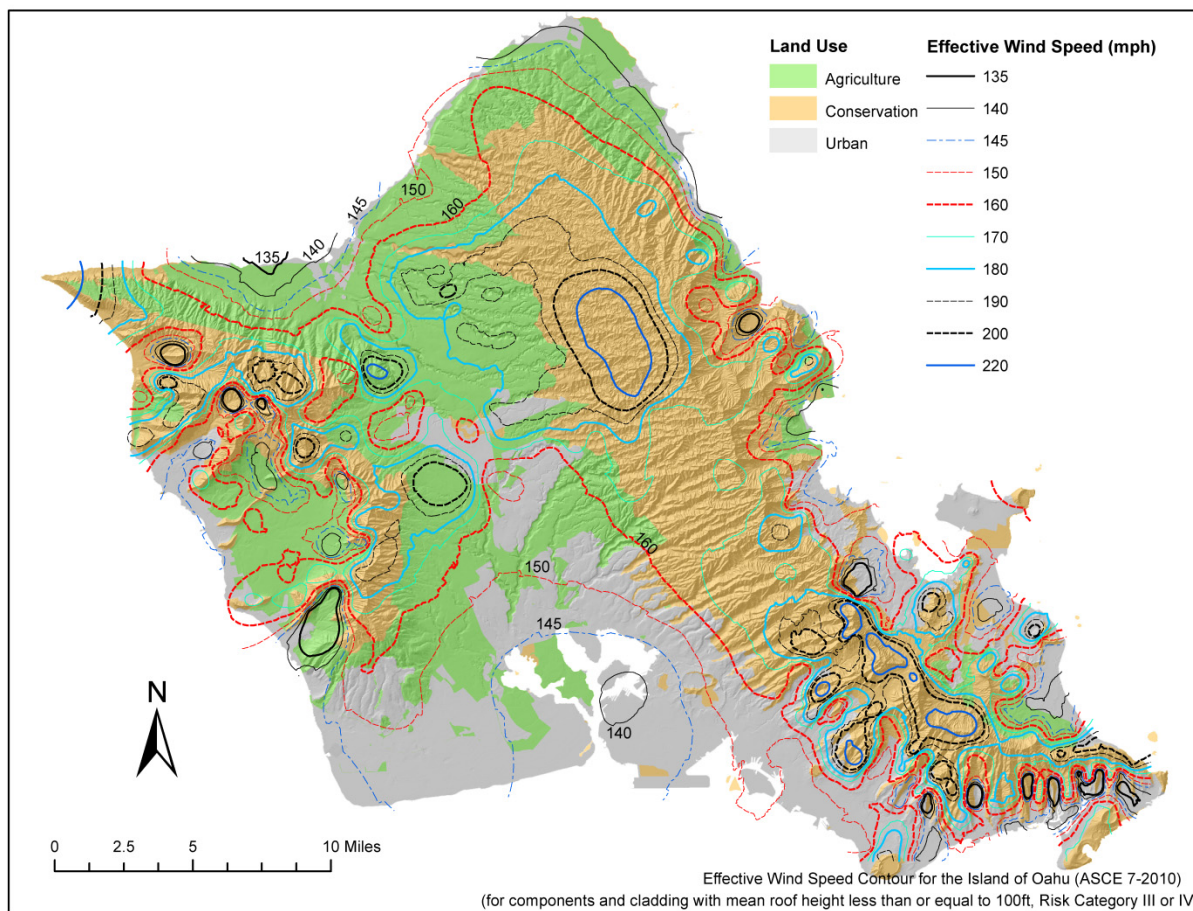 Land Use
Agriculture
Conservation
Urban
Effective Wind Speed (mph)
135
140
145
150
160
170
180
190
200
220
150
145
160
140
135
160
150
145
140
N
0 2.5 5 10 Miles
Effective Wind Speed Contour for the Island of Oahu (ASCE 7-2010)
(for components and cladding with mean roof height less than or equal to 100ft, Risk Category III or IV